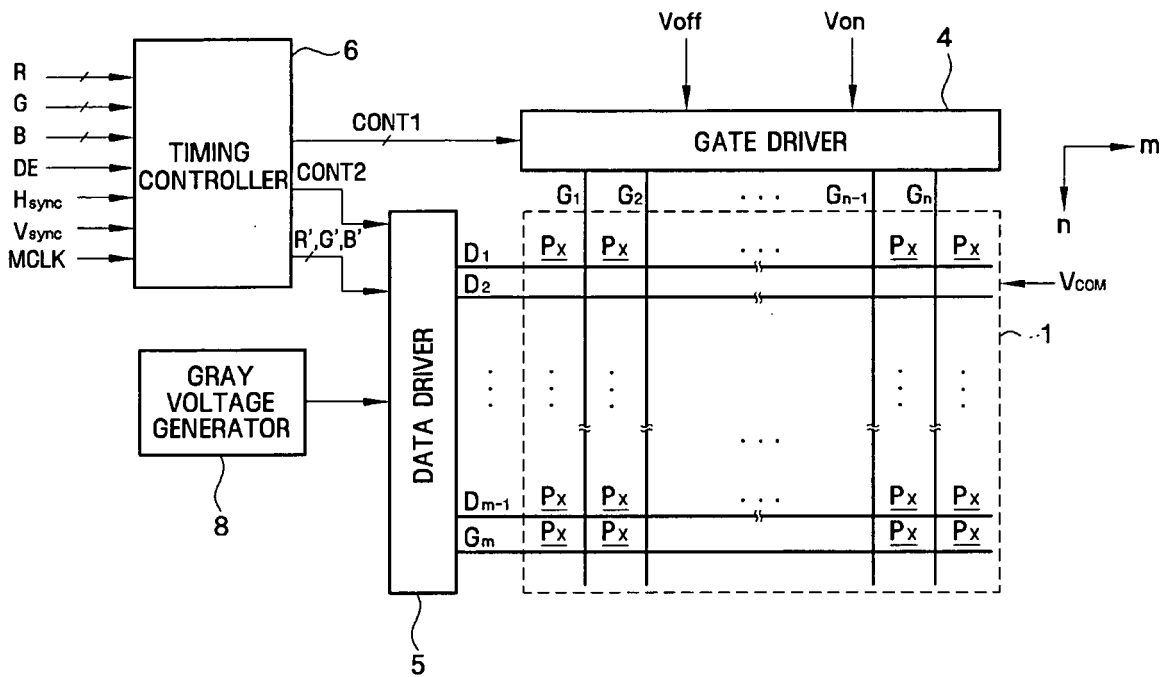 Voff Von
6 4
R
G
B
DE
Hsync
Vsync
MCLK
TIMING
CONTROLLER
CONT1
CONT2
R',G',B'
GATE DRIVER
m
n
G1 G2 · · · Gn-1 Gn
D1 Px Px · · · Px Px
D2
VCOM
1
GRAY
VOLTAGE
GENERATOR
8
DATA DRIVER
Dm-1 Px Px · · · Px Px
Gm Px Px Px Px
5